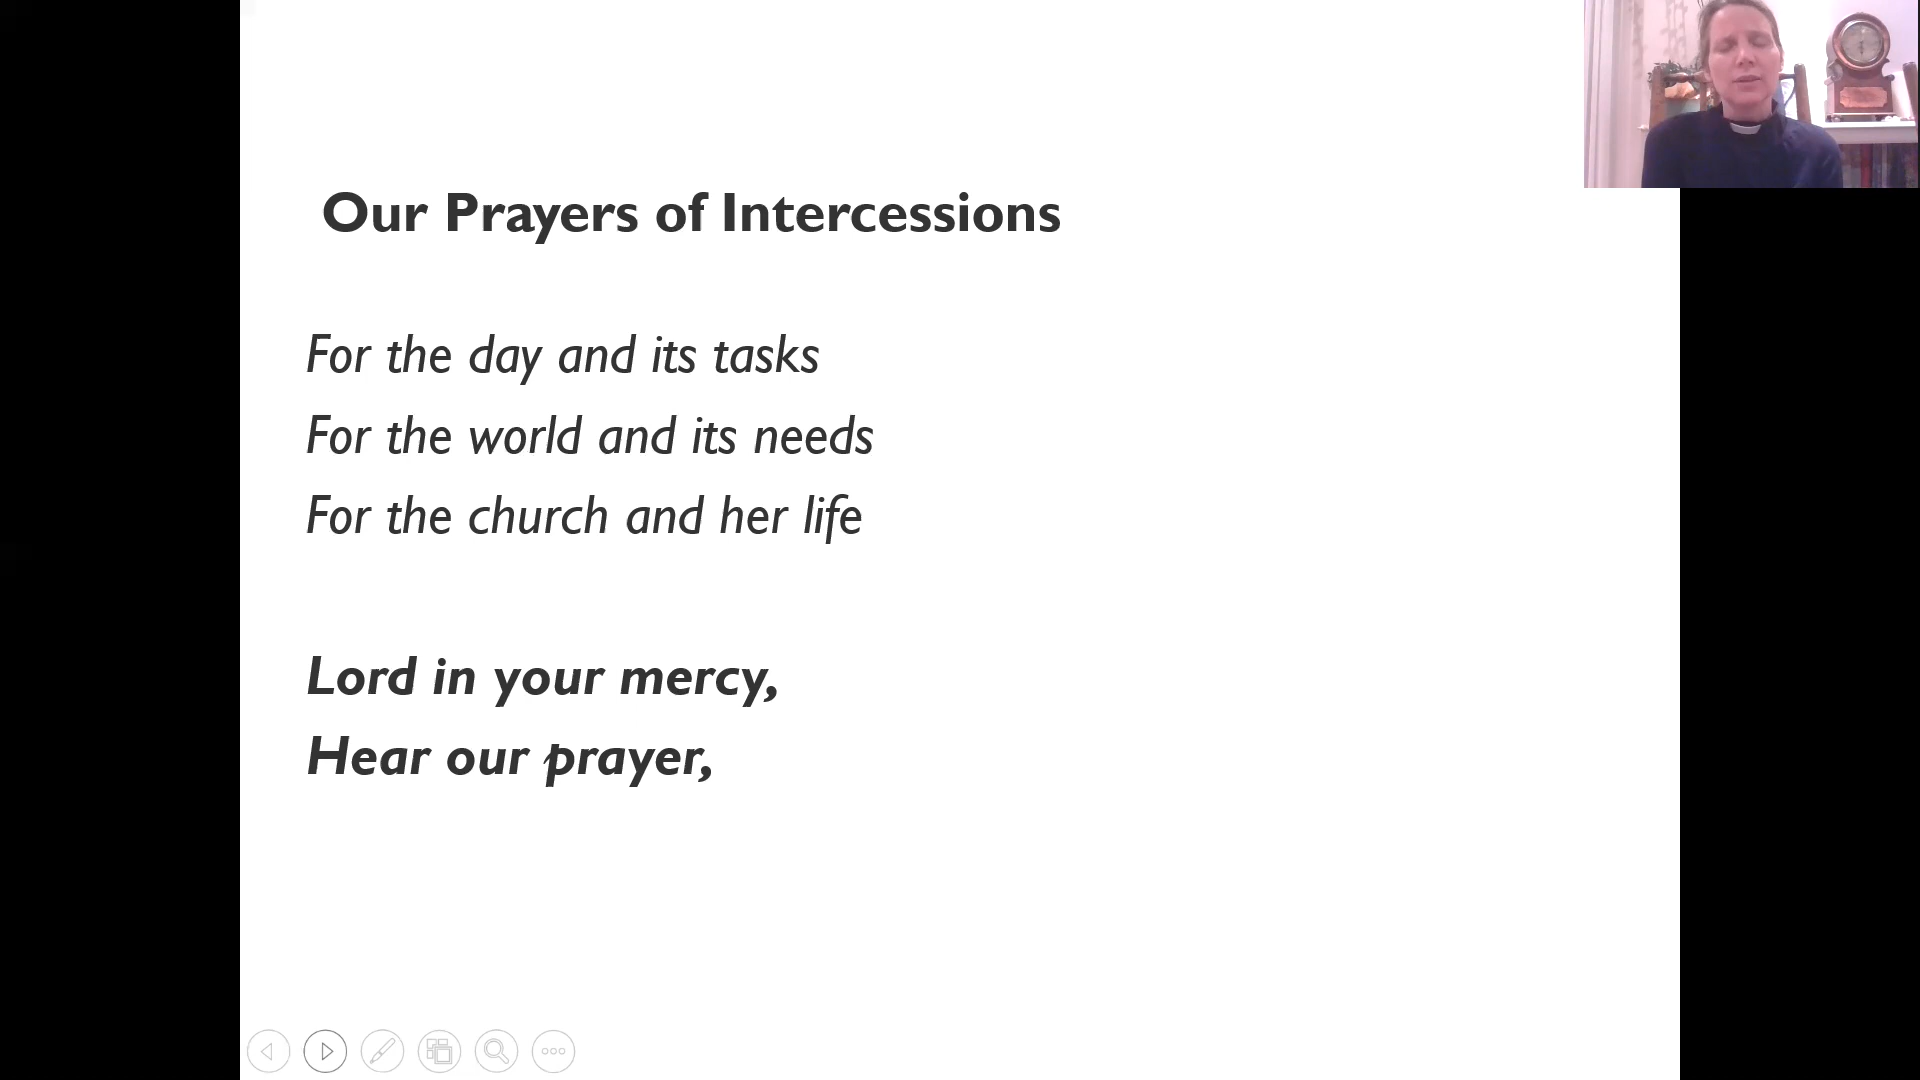 Our Prayers of Intercessions
For the day and its tasks
For the world and its needs
For the church and her life
Lord in your mercy,
Hear our prayer,